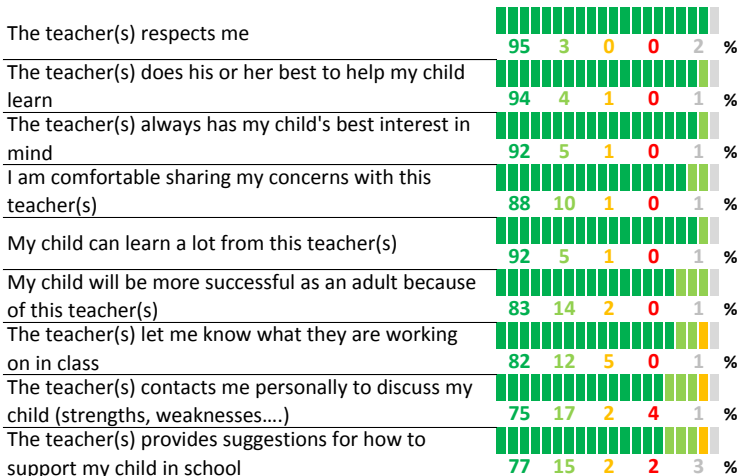 The teacher(s) respects me
95 3 0 0 2 %
The teacher(s) does his or her best to help my child
learn
94 4 1 0 1 %
The teacher(s) always has my child's best interest in
mind
92 5 1 0 1 %
I am comfortable sharing my concerns with this
teacher(s)
88 10 1 0 1 %
My child can learn a lot from this teacher(s)
92 5 1 0 1 %
My child will be more successful as an adult because
of this teacher(s)
83 14 2 0 1 %
The teacher(s) let me know what they are working
on in class
82 12 5 0 1 %
The teacher(s) contacts me personally to discuss my
child (strengths, weaknesses....)
75 17 2 4 1 %
The teacher(s) provides suggestions for how to
support my child in school
77 15 2 2 3 %